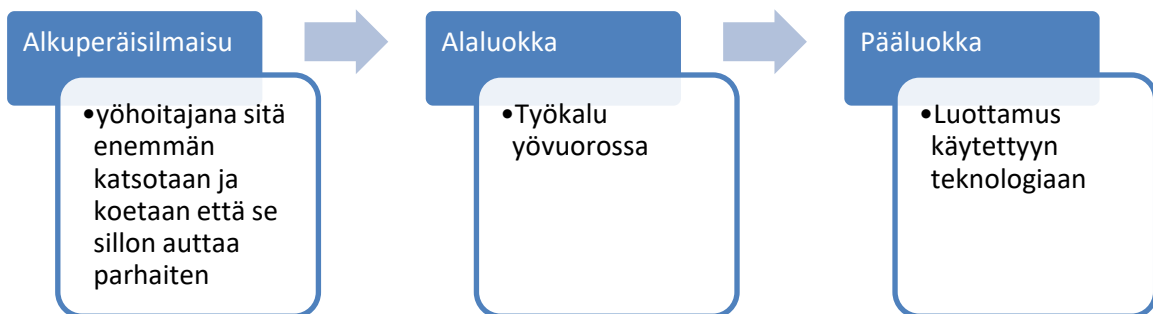 Alkuperäisilmaisu
•yöhoitajana sitä
enemmän
katsotaan ja
koetaan että se
sillon auttaa
parhaiten
Alaluokka
•Työkalu
yövuorossa
Pääluokka
•Luottamus
käytettyyn
teknologiaan